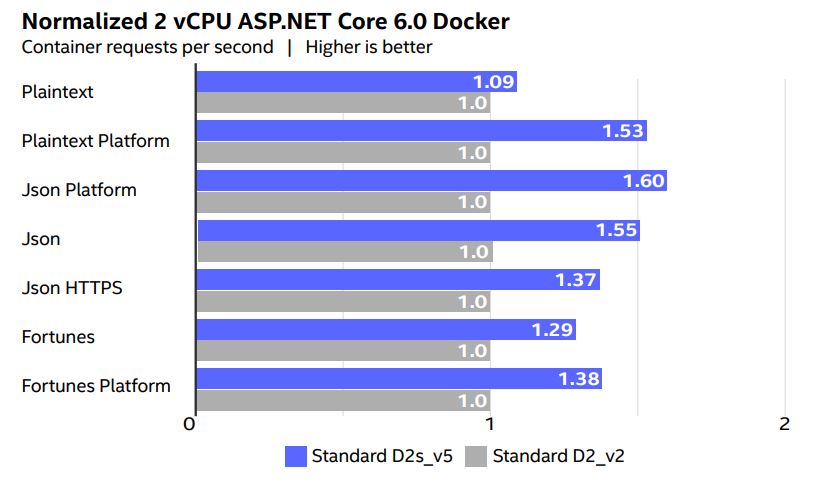 Normalized 2 vCPU ASP.NET Core 6.0 Docker
Container requests per second | Higher is better
Plaintext
1.09
1.0
Plaintext Platform
1.53
1.0
Json Platform
1.60
1.0
Json
1.55
1.0
Json HTTPS
1.37
1.0
Fortunes
1.29
1.0
Fortunes Platform
1.38
1.0
0 1 2
Standard D2s_v5 Standard D2_v2